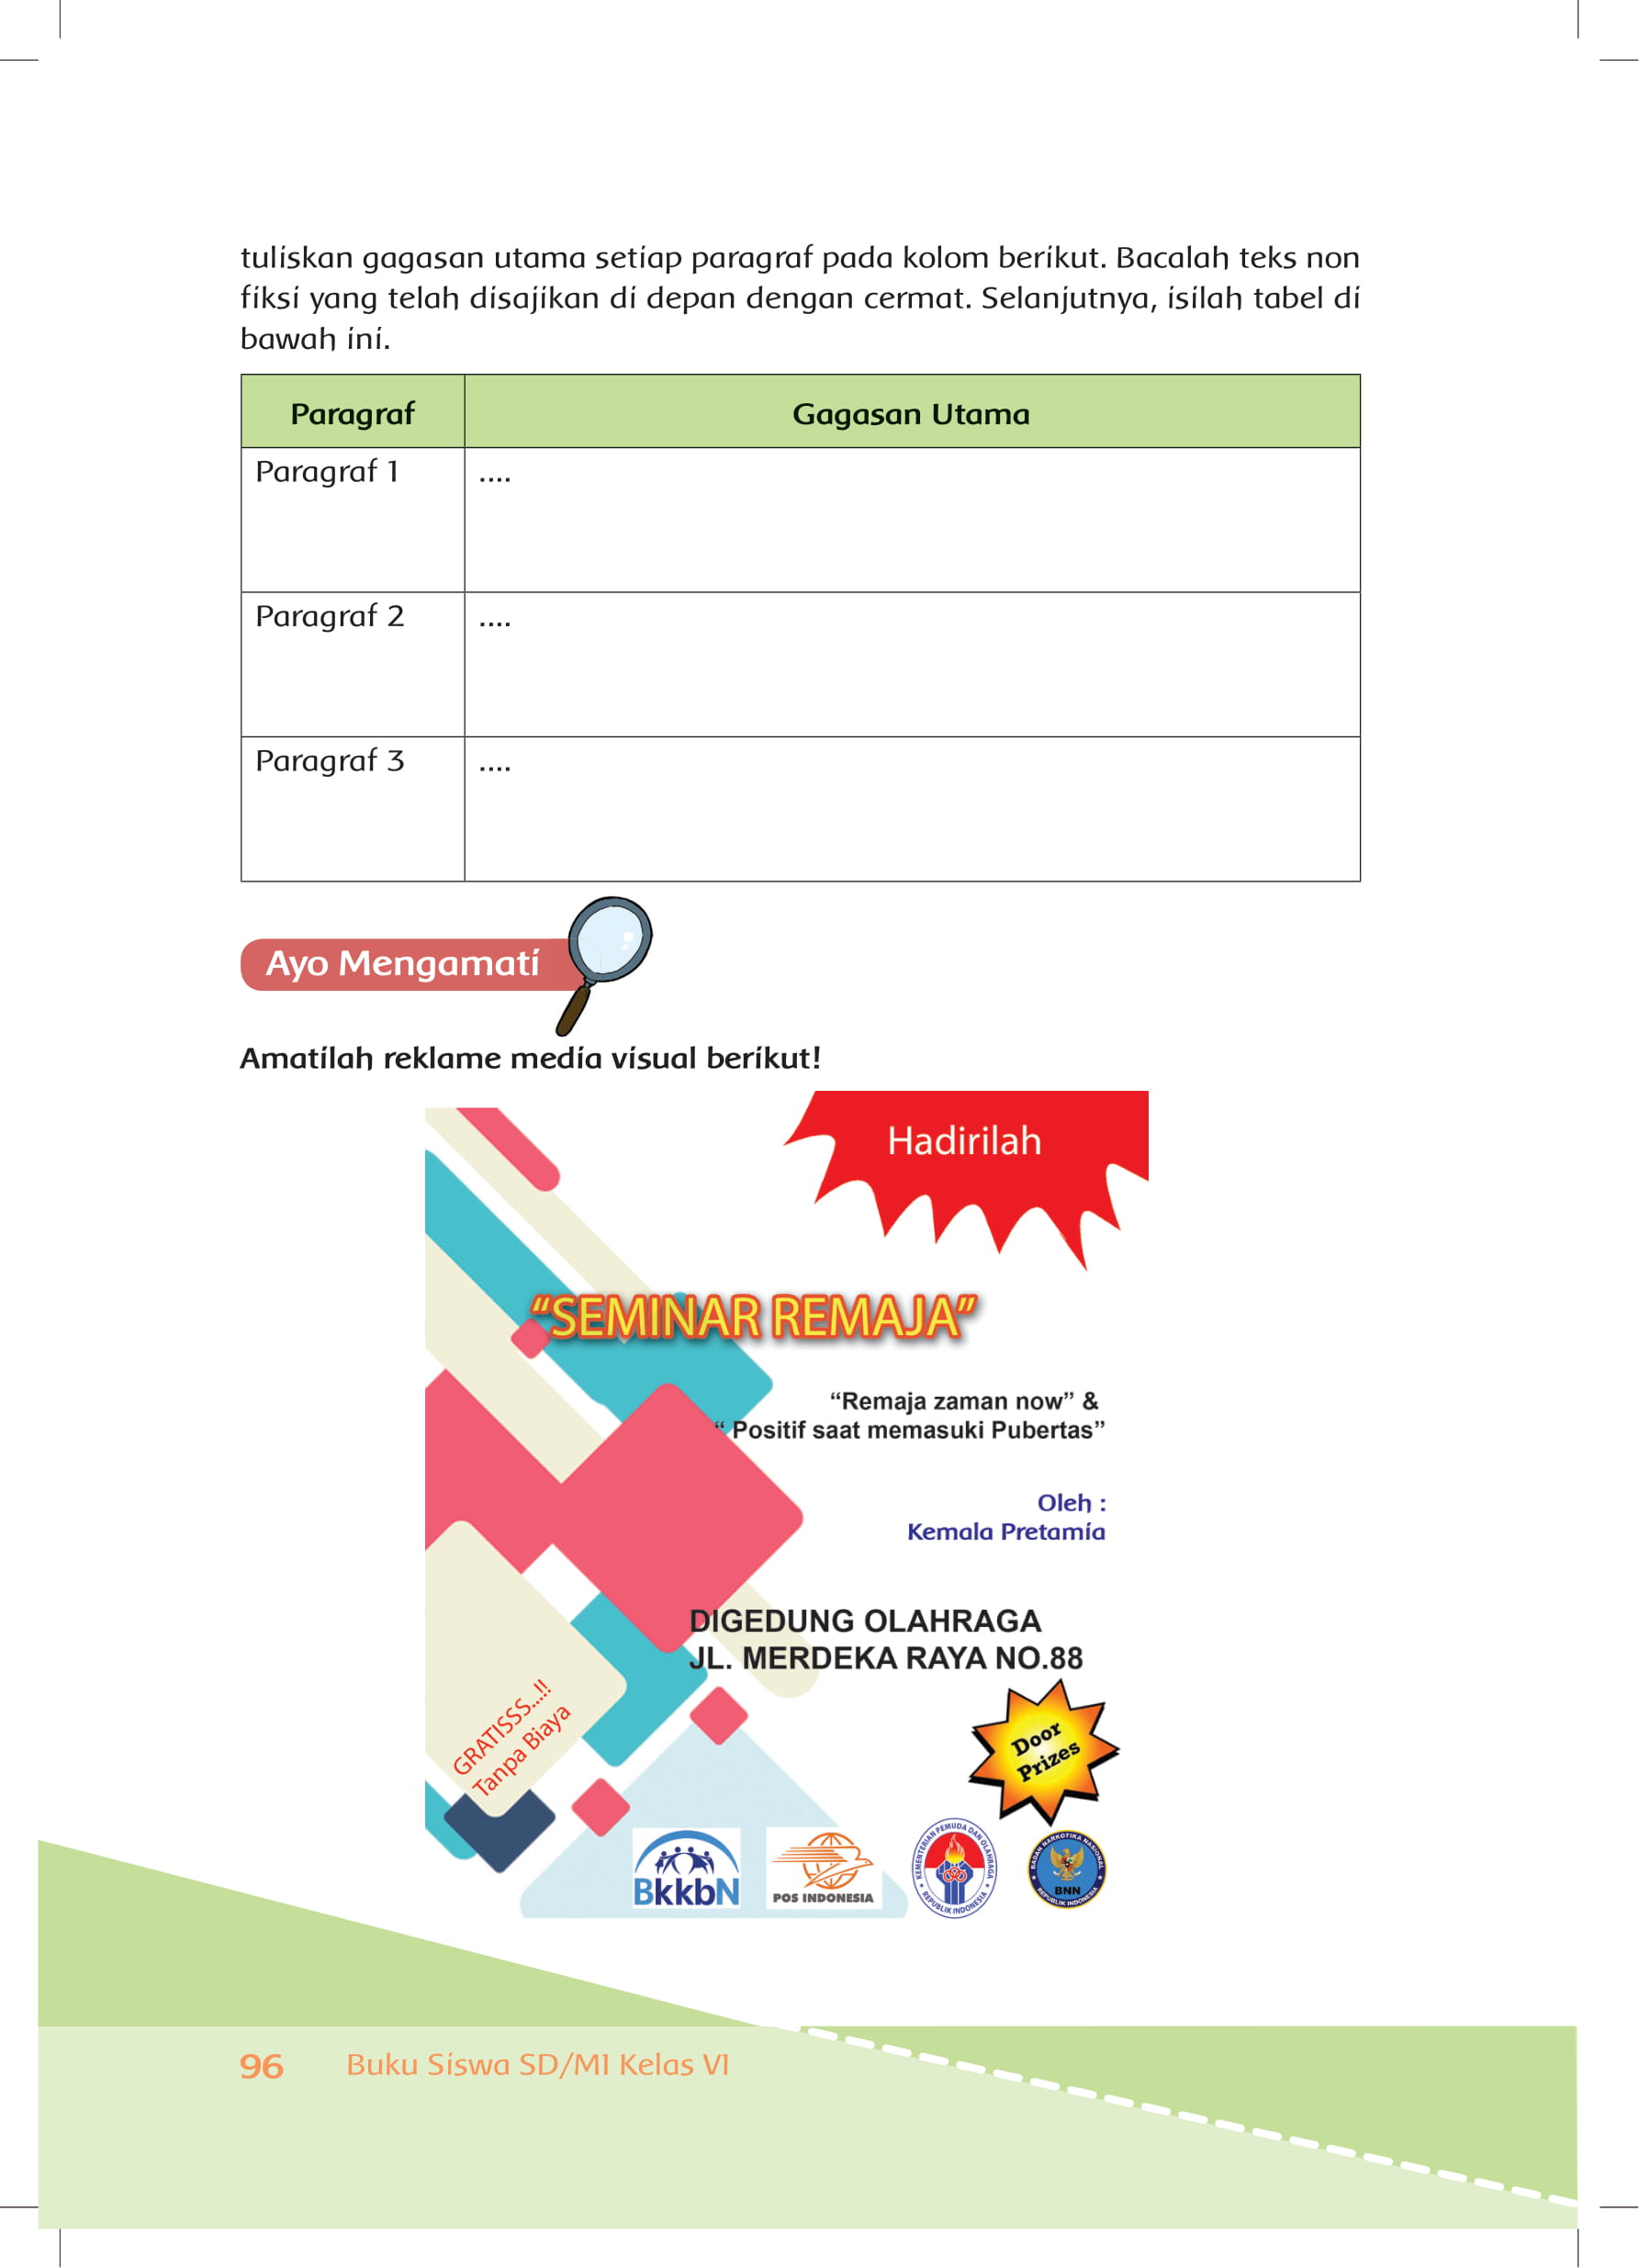 tuliskan gagasan utama setiap paragraf pada kolom berikut. Bacalah teks non
fiksi yang telah disajikan di depan dengan cermat. Selanjutnya, isilah tabel di
bawah ini.
Paragraf Gagasan Utama
Paragraf 1 ....
Paragraf 2 ....
Paragraf 3 ....
Ayo Mengamati
Amatilah reklame media visual berikut!
Hadirilah
“SEMINAR REMAJA”
“Remaja zaman now” &
“ Positif saat memasuki Pubertas”
Oleh :
Kemala Pretamia
DIGEDUNG OLAHRAGA
JL. MERDEKA RAYA NO.88
GRATISSS...!!
Tanpa Biaya
Door
Prizes
BkkbN
POS INDONESIA
KEMENTERIAN PEMUDA DAN OLAHRAGA
REPUBLIK INDONESIA
BADAN NARKOTIKA NASIONAL
BNN
REPUBLIK INDONESIA
96 Buku Siswa SD/MI Kelas VI